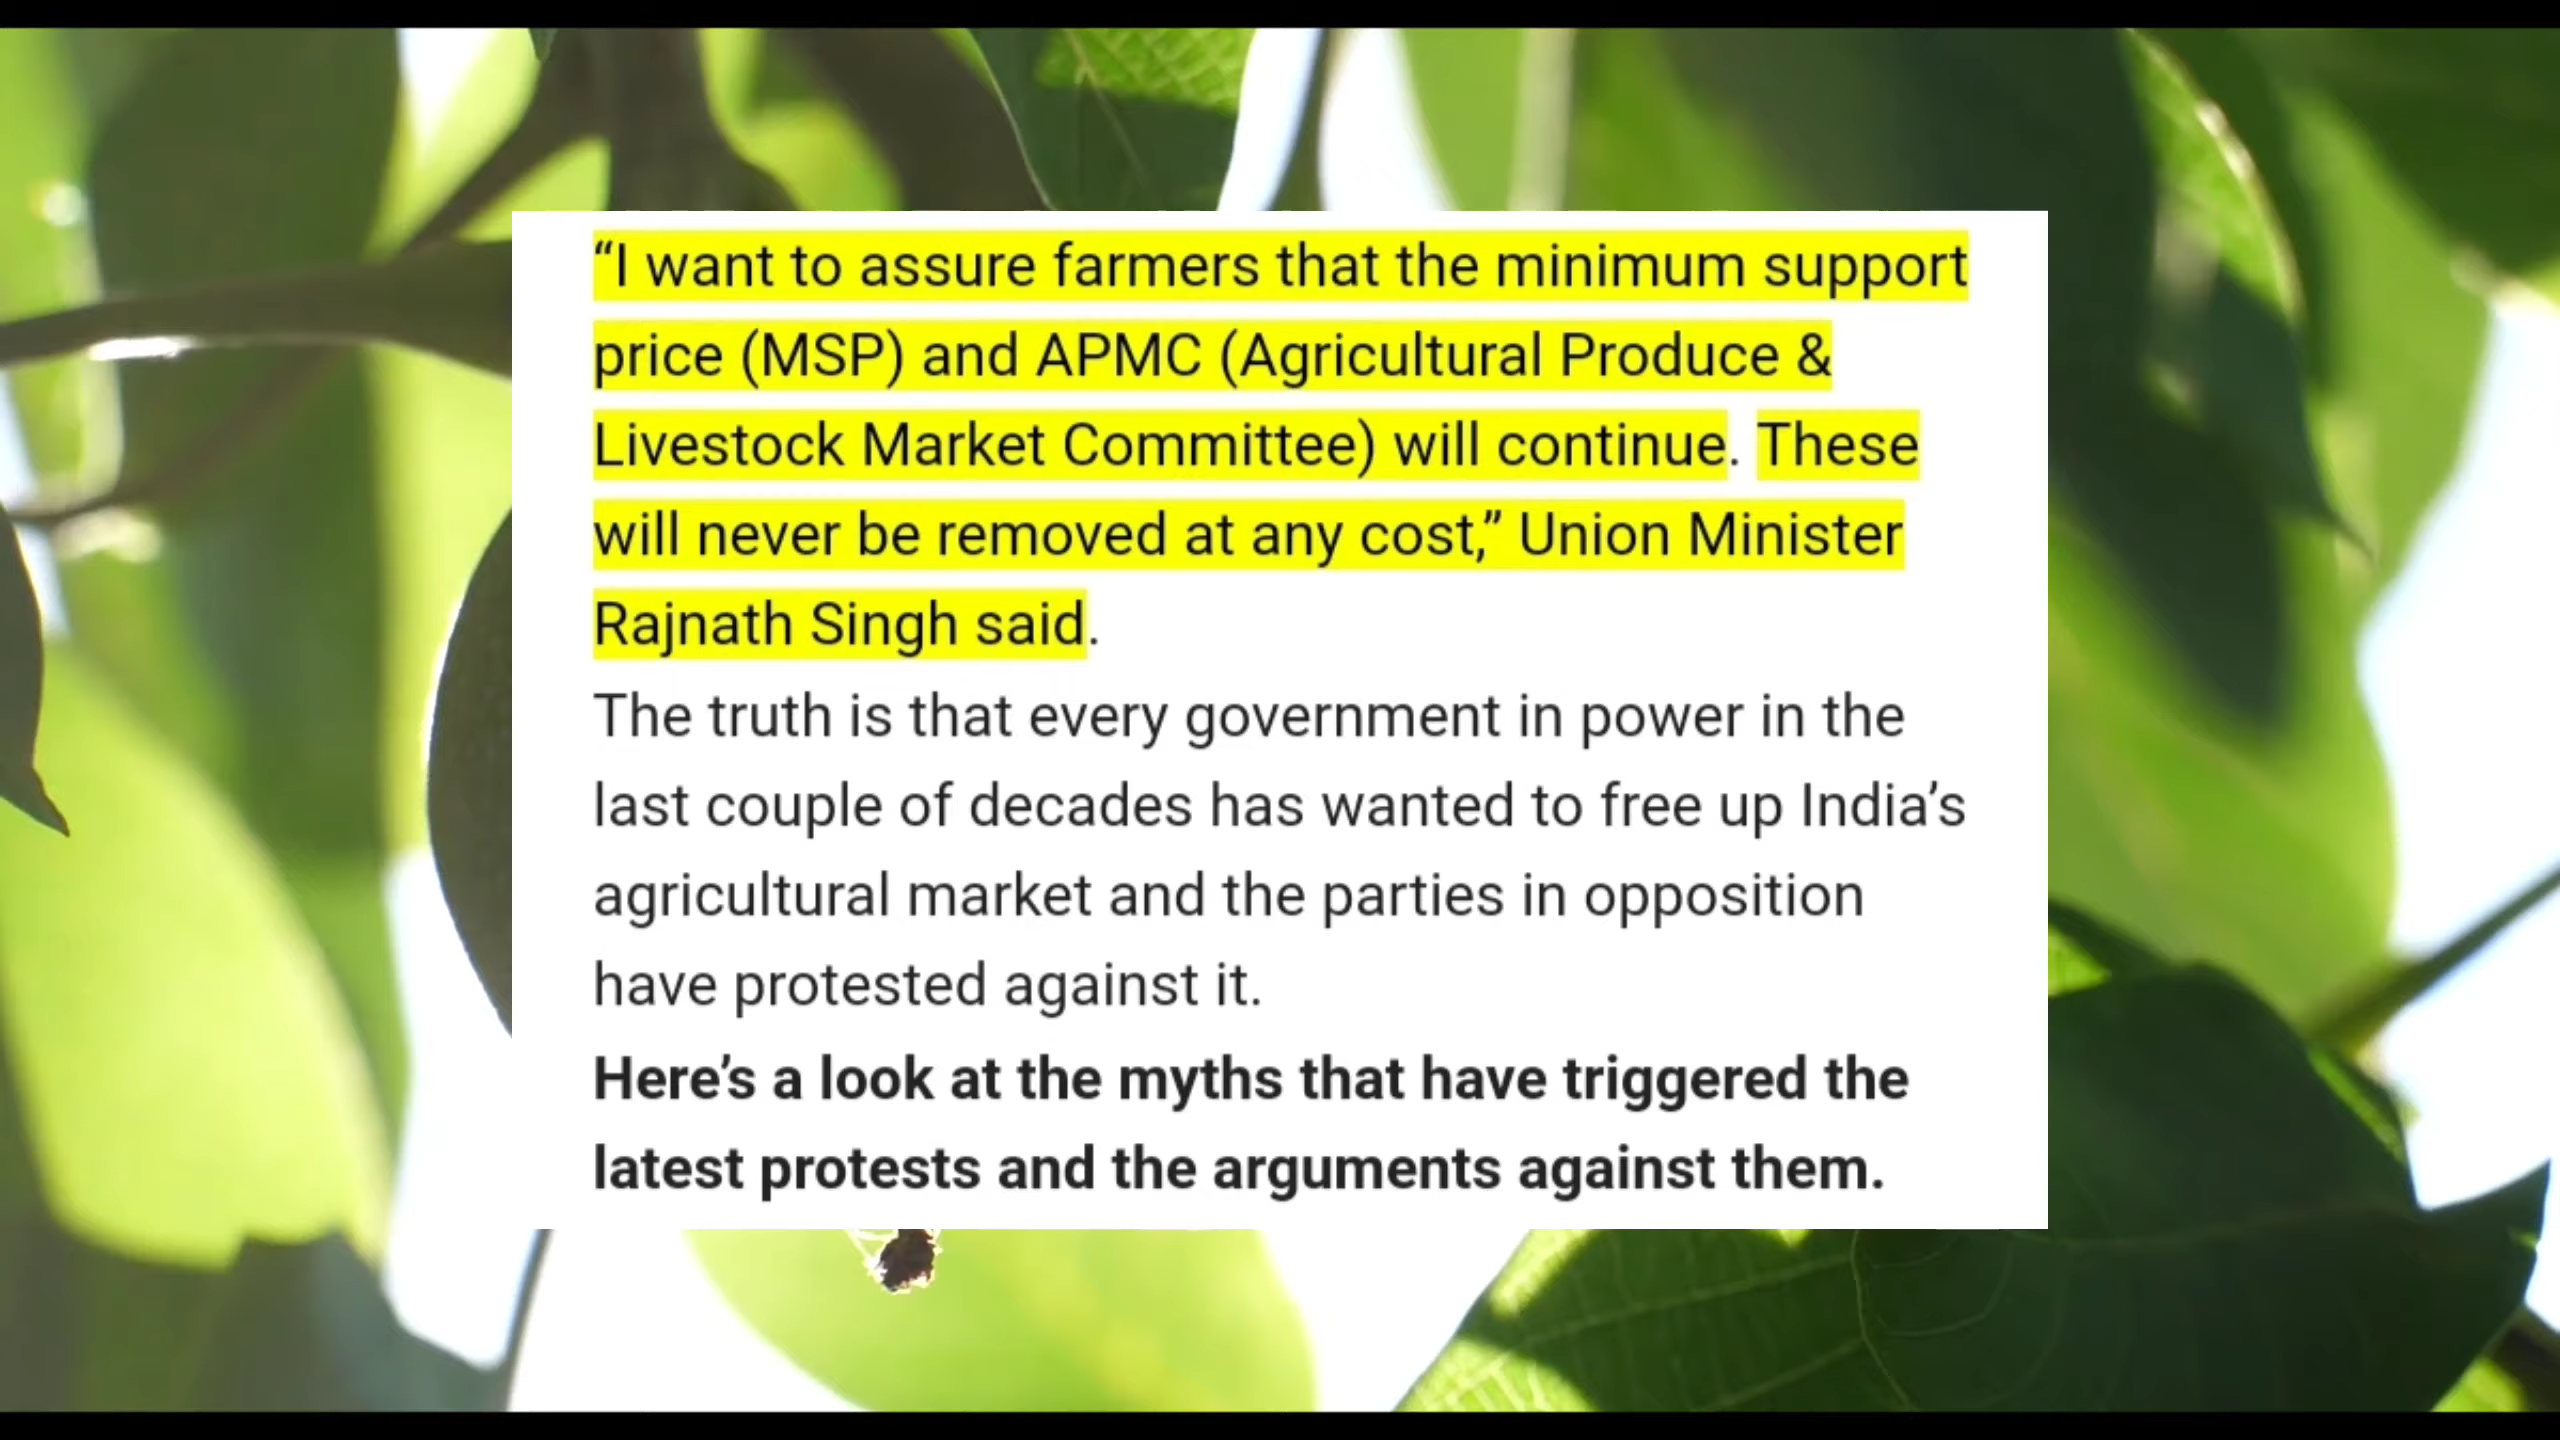 “I want to assure farmers that the minimum support
price (MSP) and APMC (Agricultural Produce &
Livestock Market Committee) will continue. These
will never be removed at any cost,” Union Minister
Rajnath Singh said.
The truth is that every government in power in the
last couple of decades has wanted to free up India’s
agricultural market and the parties in opposition
have protested against it.
Here’s a look at the myths that have triggered the
latest protests and the arguments against them.